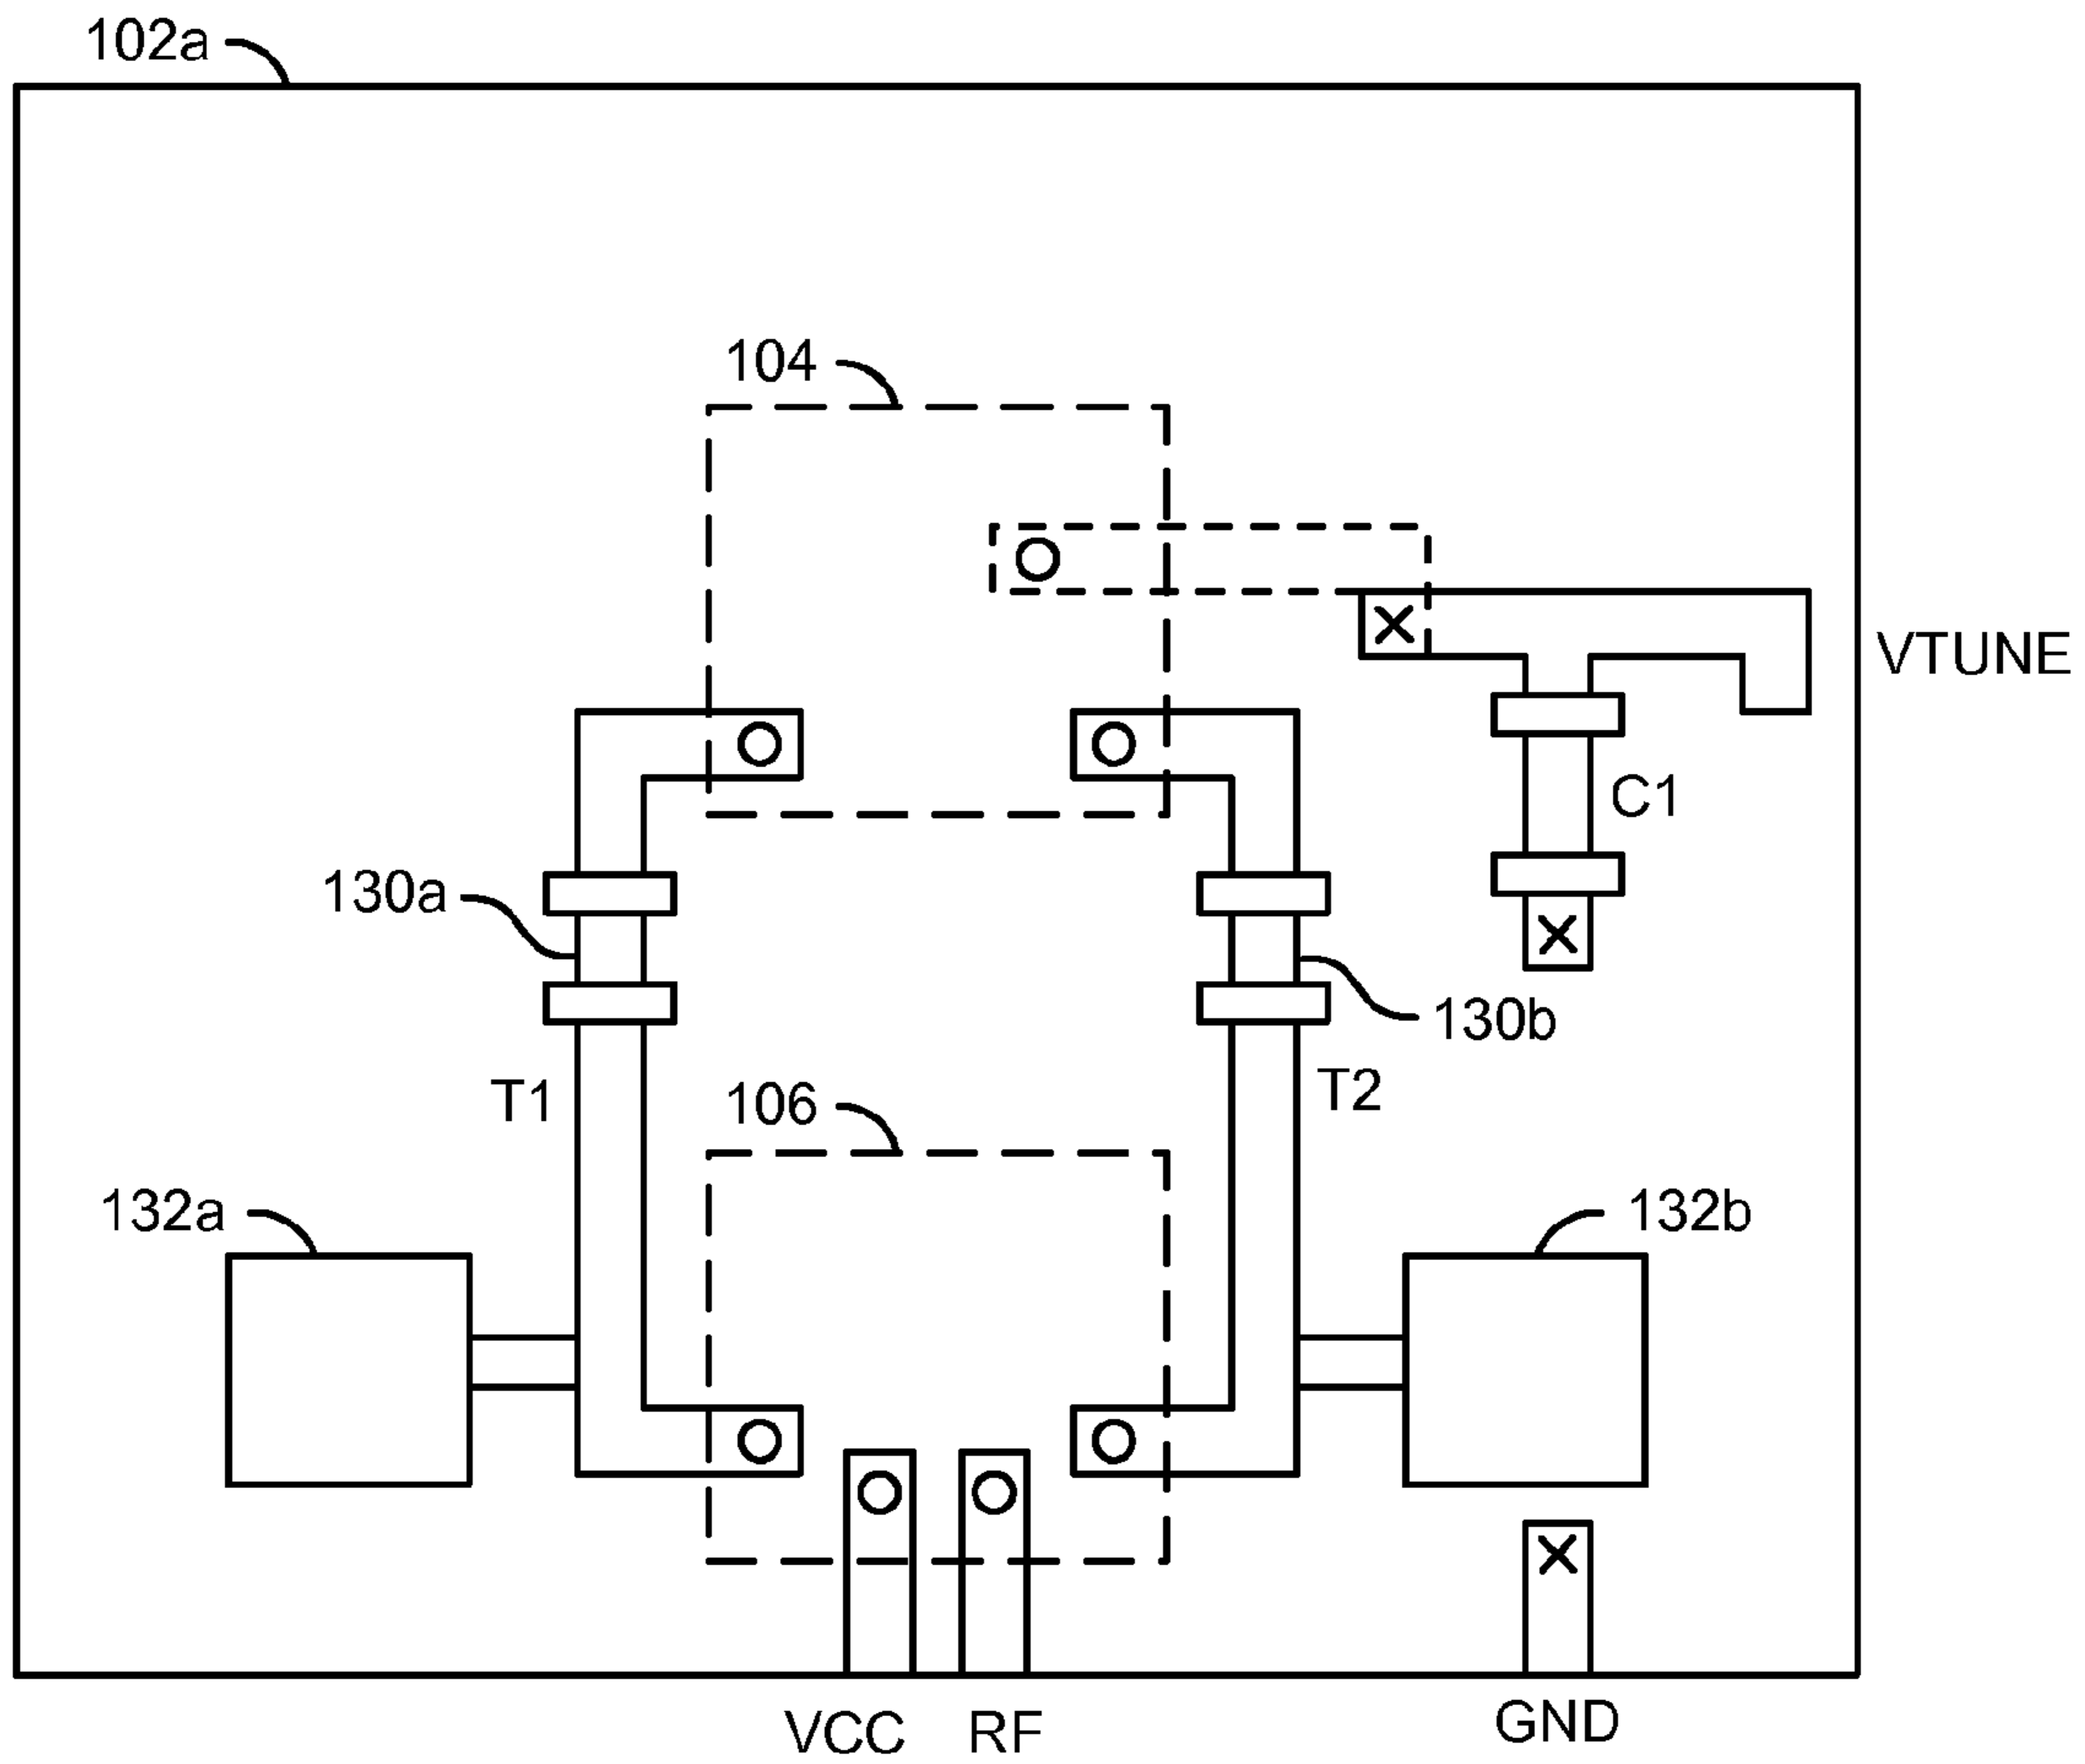 102a
104
VTUNE
C1
130a
130b
T1
T2
106
132a
132b
VCC
RF
GND